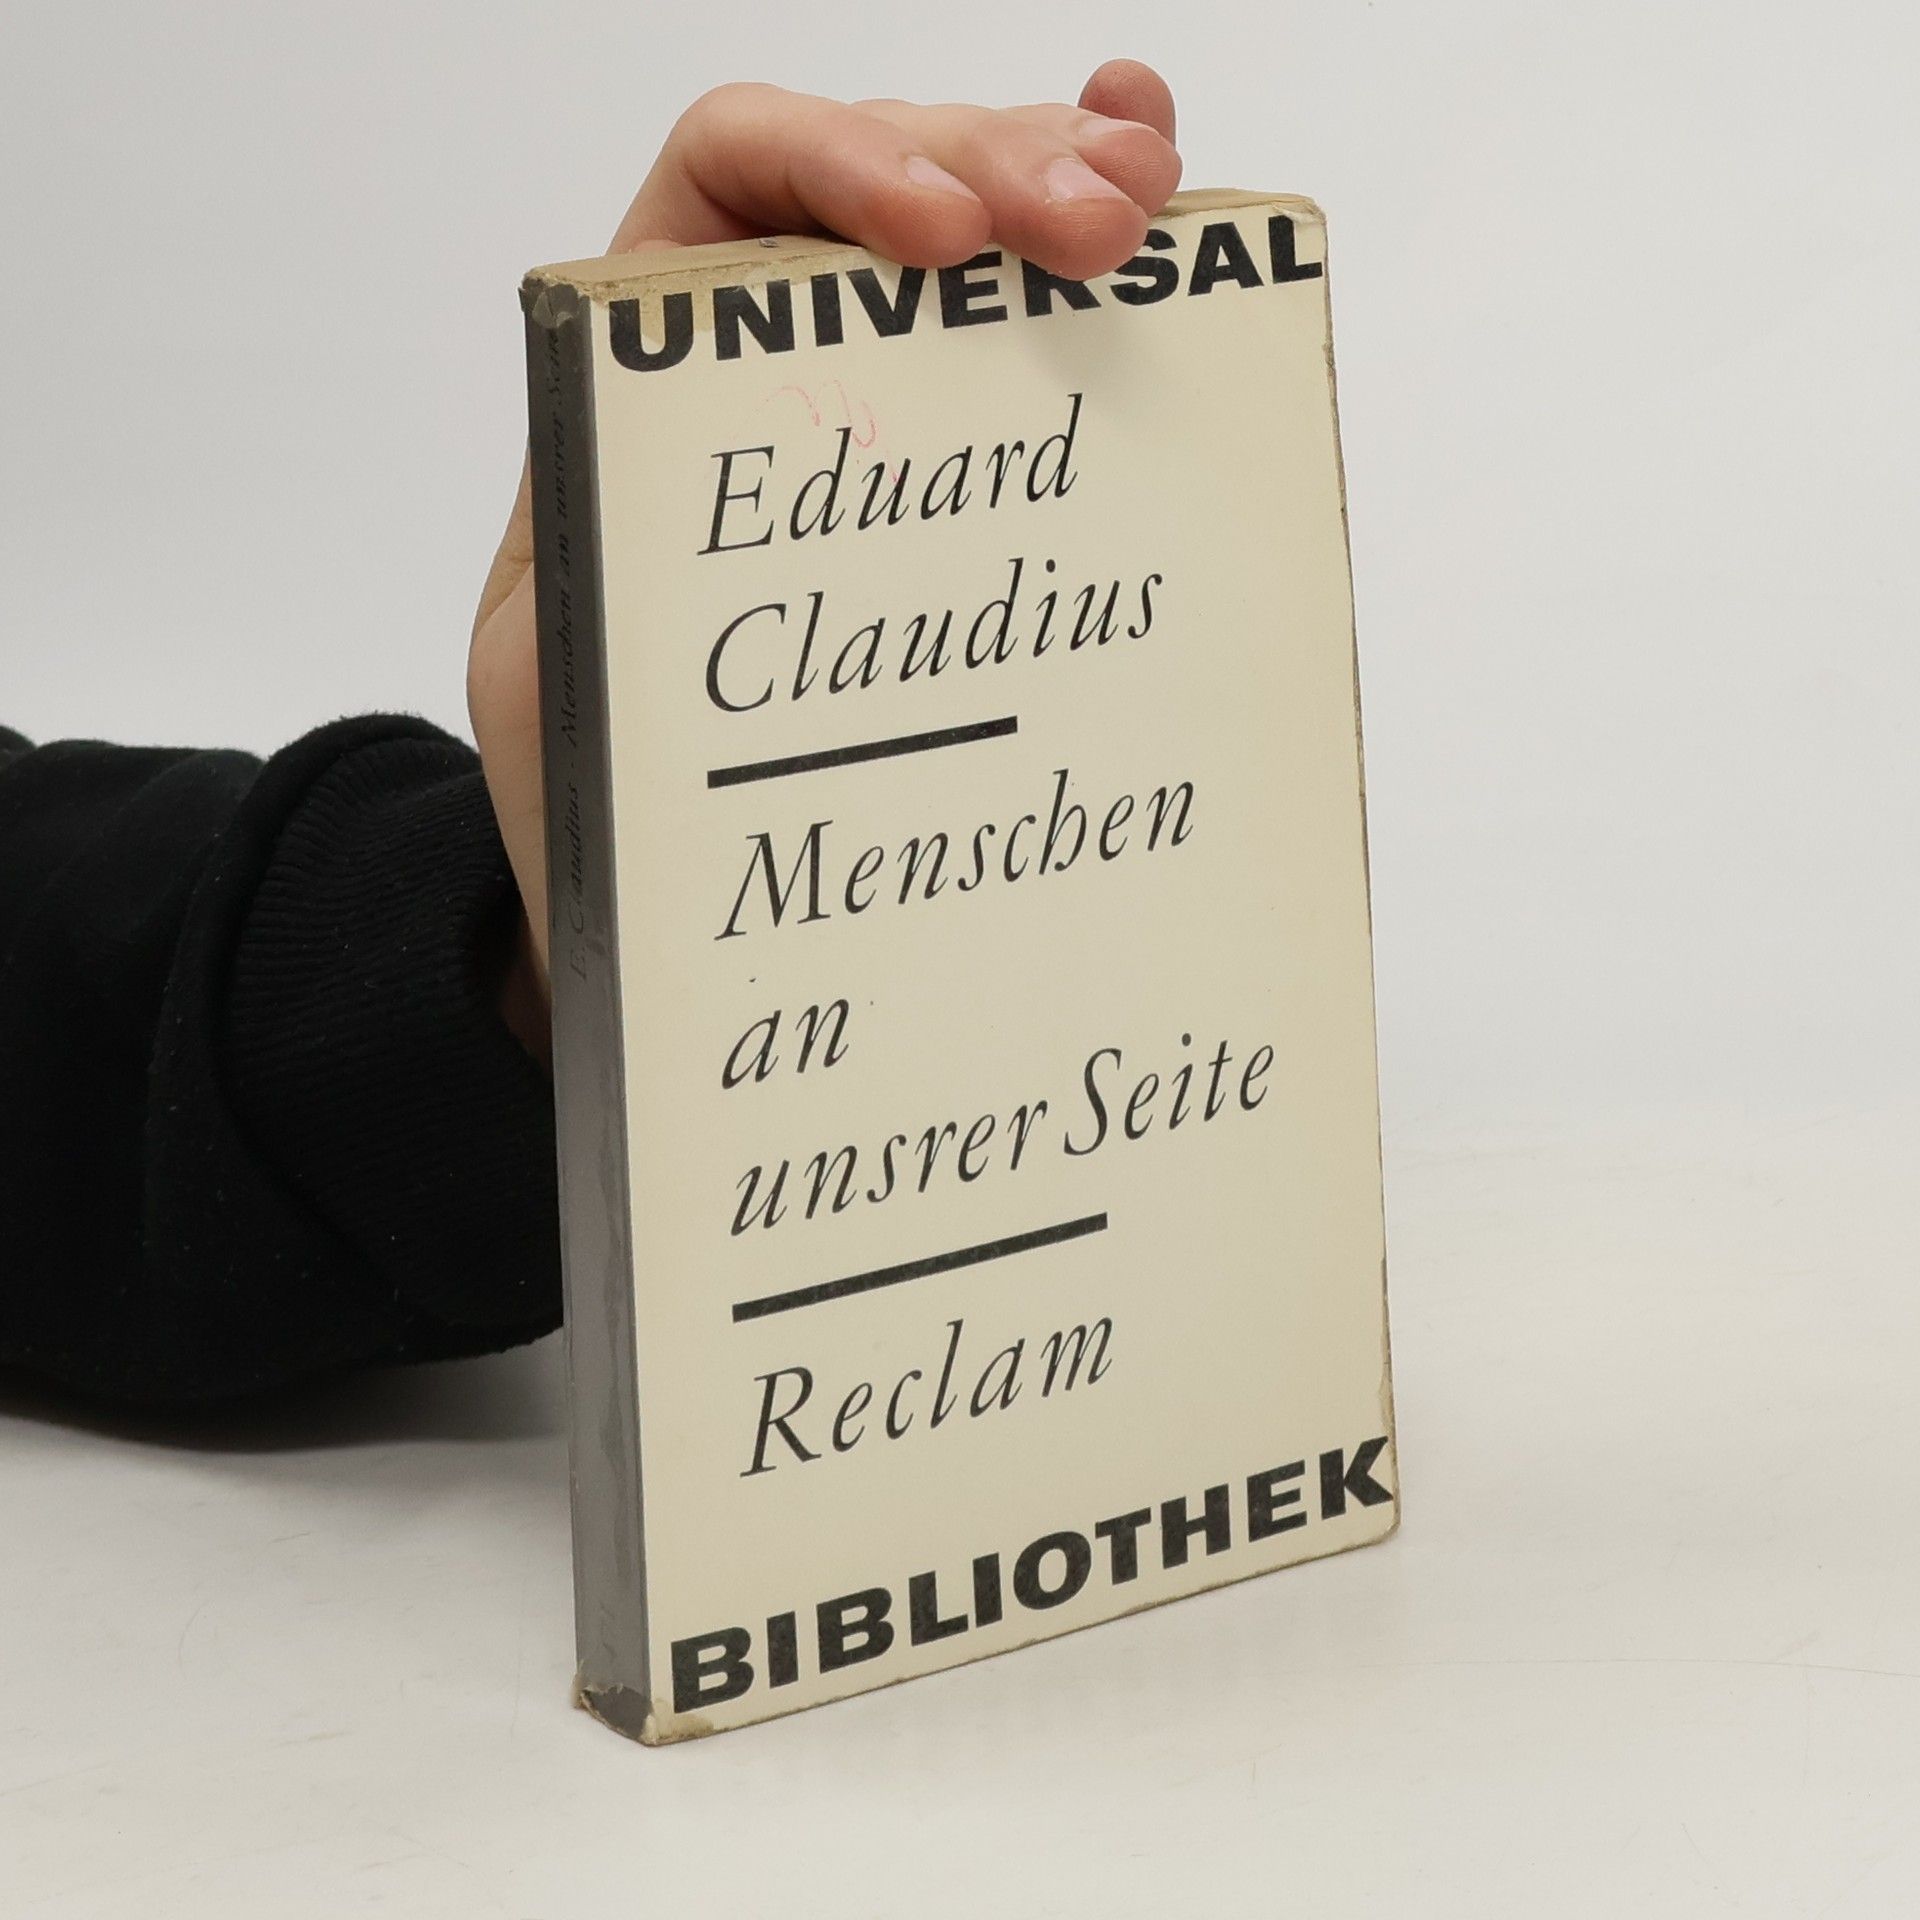 UNIVERSAL
Eduard
Claudius
Menschen
an
unsrer Seite
Reclam
BIBLIOTHEK
E. Claudius · Menschen an unsrer Seite